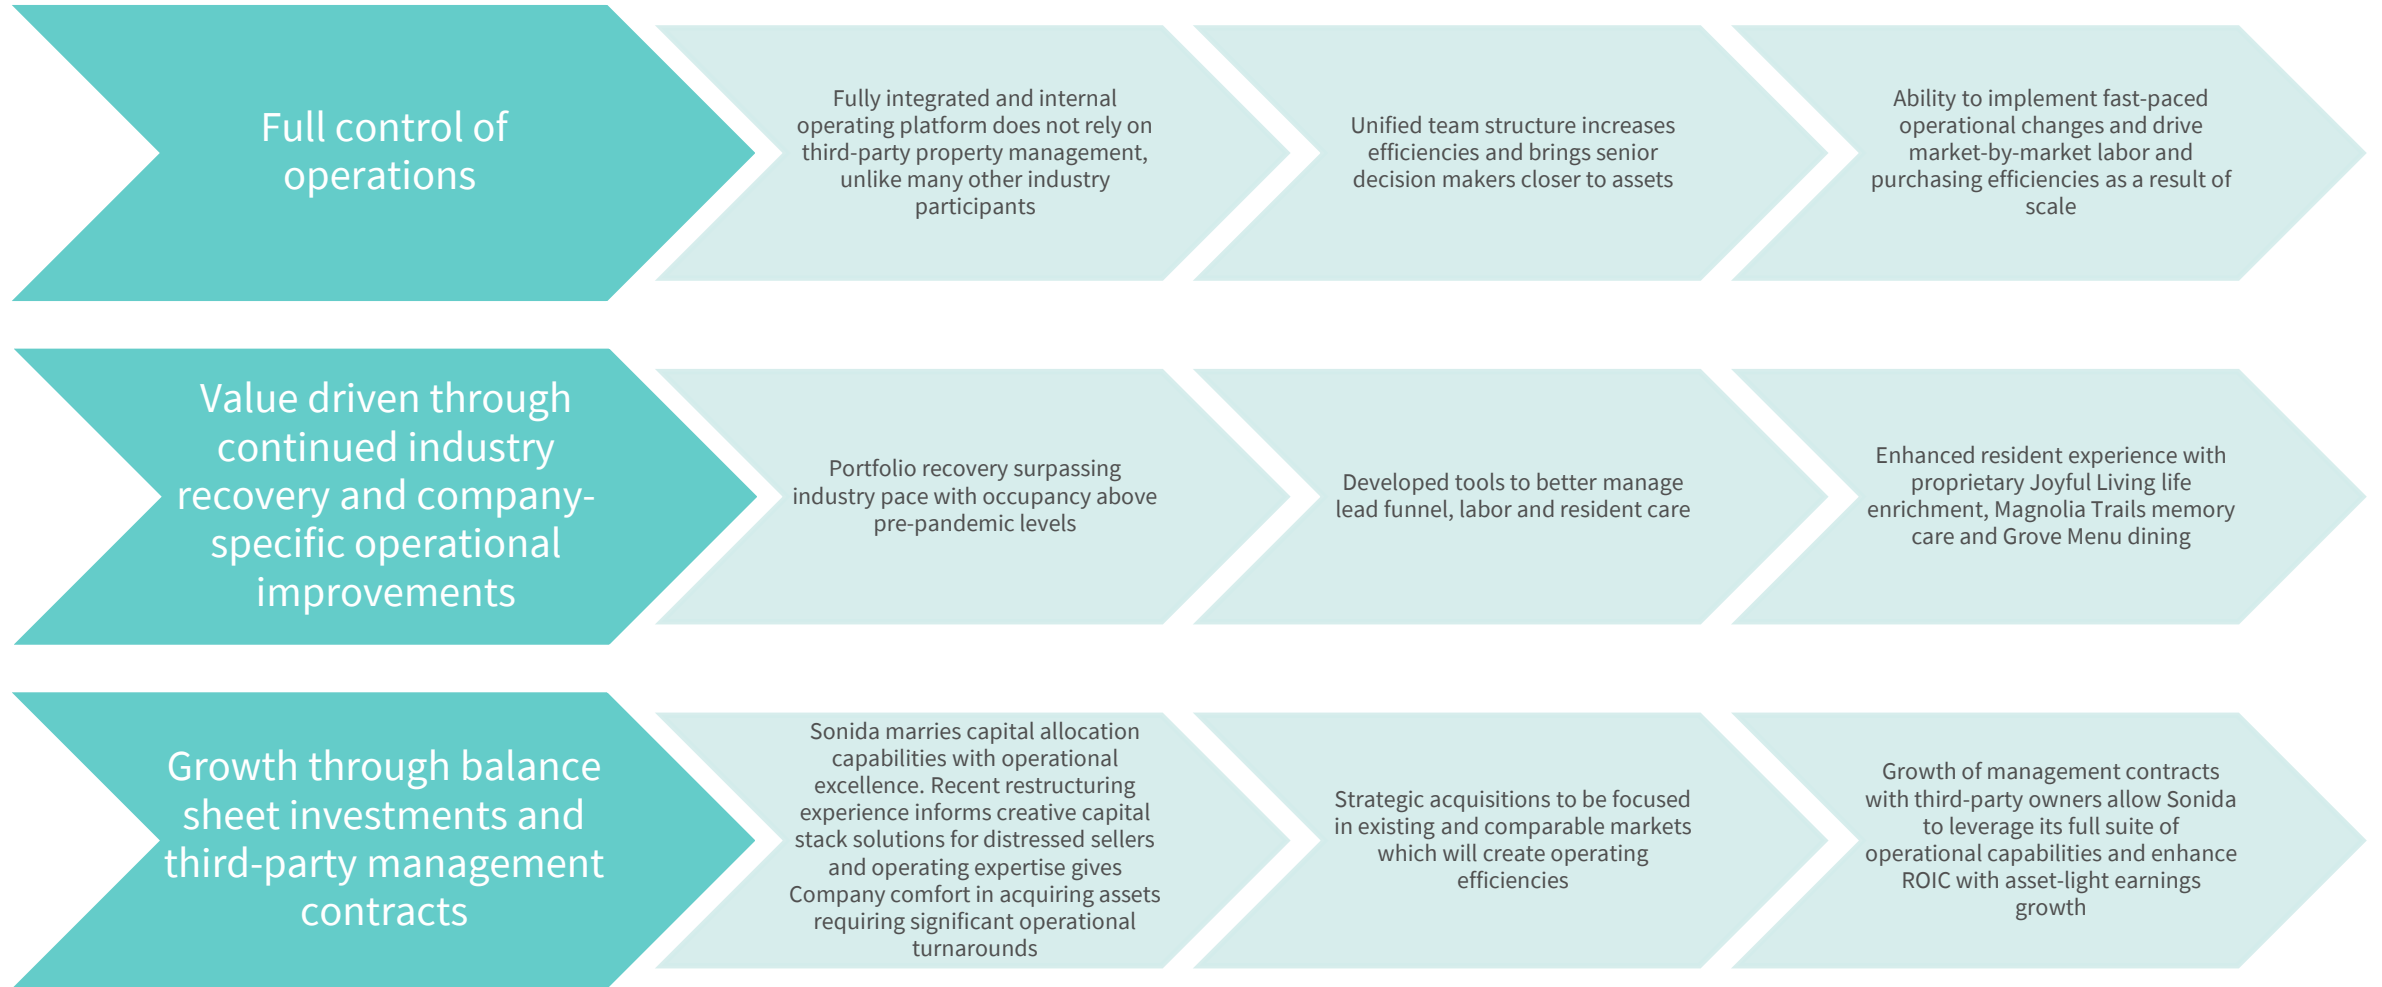 Full control of
operations
Fully integrated and internal
operating platform does not rely on
third-party property management,
unlike many other industry
participants
Unified team structure increases
efficiencies and brings senior
decision makers closer to assets
Ability to implement fast-paced
operational changes and drive
market-by-market labor and
purchasing efficiencies as a result of
scale
Value driven through
continued industry
recovery and company-
specific operational
improvements
Portfolio recovery surpassing
industry pace with occupancy above
pre-pandemic levels
Developed tools to better manage
lead funnel, labor and resident care
Enhanced resident experience with
proprietary Joyful Living life
enrichment, Magnolia Trails memory
care and Grove Menu dining
Growth through balance
sheet investments and
third-party management
contracts
Sonida marries capital allocation
capabilities with operational
excellence. Recent restructuring
experience informs creative capital
stack solutions for distressed sellers
and operating expertise gives
Company comfort in acquiring assets
requiring significant operational
turnarounds
Strategic acquisitions to be focused
in existing and comparable markets
which will create operating
efficiencies
Growth of management contracts
with third-party owners allow Sonida
to leverage its full suite of
operational capabilities and enhance
ROIC with asset-light earnings
growth